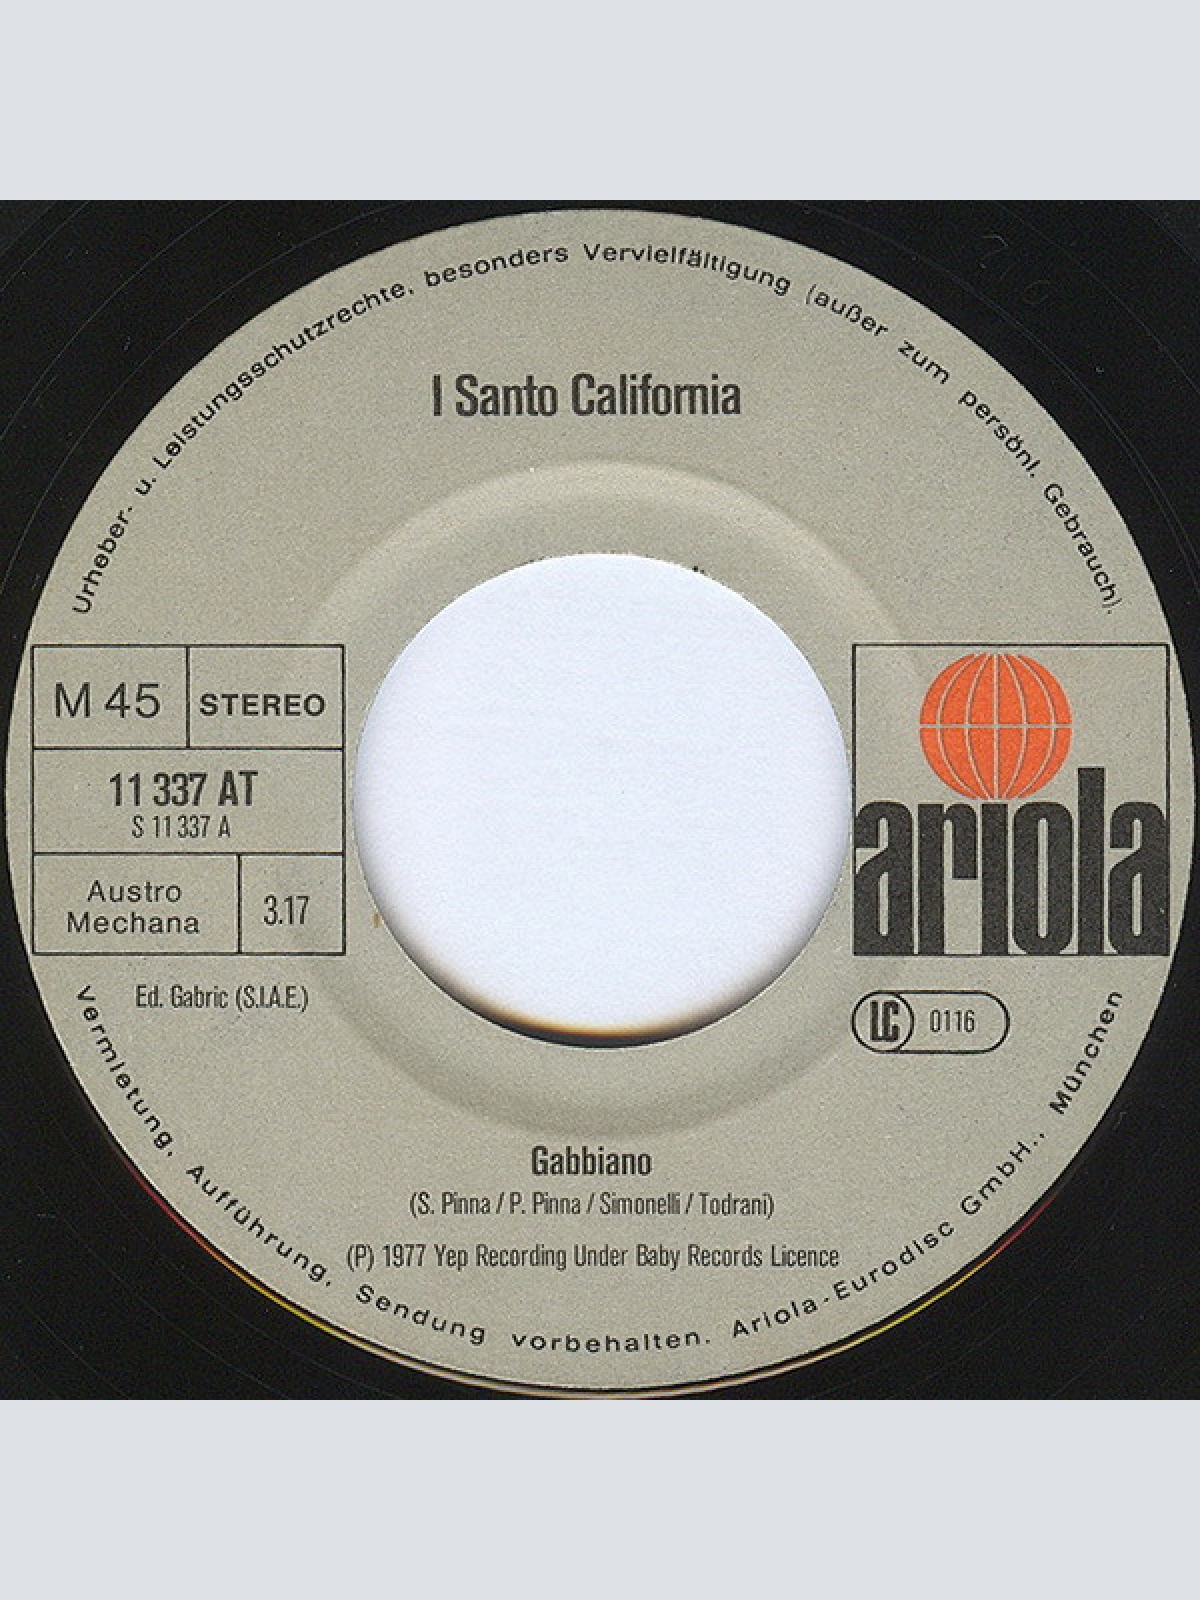 Urheber- u. Leistungsschutzrechte, besonders Vervielfältigung (außer zum persönl. Gebrauch).
I Santo California
M 45
STEREO
11 337 AT
S 11 337 A
Austro
Mechana
3.17
Ed. Gabric (S.I.A.E.)
ariola
LC 0116
Gabbiano
(S. Pinna / P. Pinna / Simonelli / Todrani)
(P) 1977 Yep Recording Under Baby Records Licence
Vermietung, Aufführung, Sendung vorbehalten. Ariola-Eurodisc GmbH., München